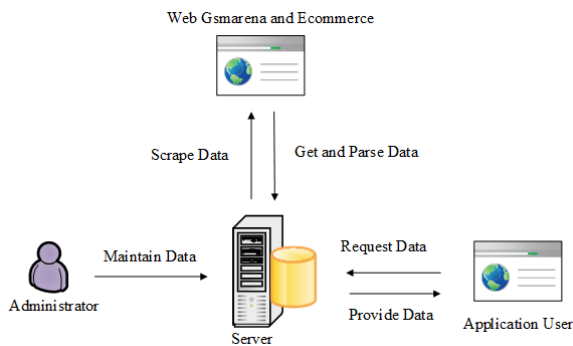 Web Gsmarena and Ecommerce
Scrape Data
Get and Parse Data
Maintain Data
Request Data
Administrator
Provide Data
Application User
Server